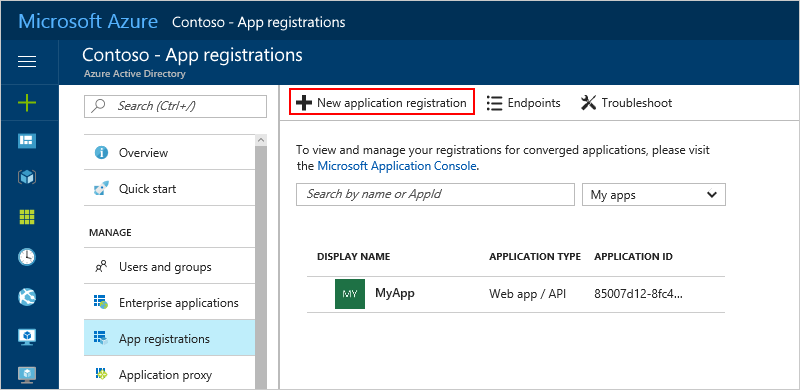 Microsoft Azure Contoso - App registrations
Contoso - App registrations
Azure Active Directory
Search (Ctrl+/)
Overview
Quick start
MANAGE
Users and groups
Enterprise applications
App registrations
Application proxy
New application registration Endpoints Troubleshoot
To view and manage your registrations for converged applications, please visit
the Microsoft Application Console.
Search by name or AppId My apps
DISPLAY NAME APPLICATION TYPE APPLICATION ID
MY MyApp Web app / API 85007d12-8fc4...